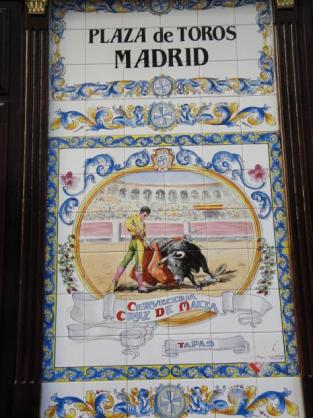 PLAZA de TOROS
MADRID
CERVECERIA
CRUZ DE MALTA
TAPAS